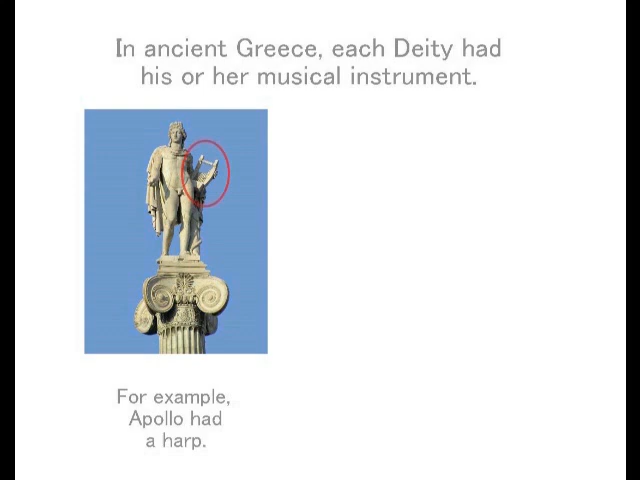 In ancient Greece, each Deity had
his or her musical instrument.
For example,
Apollo had
a harp.